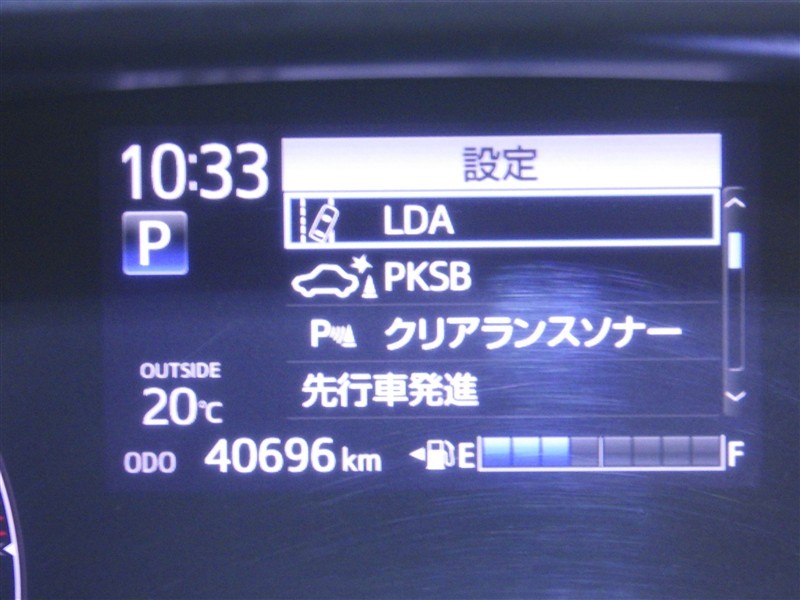 10:33
設定
P
LDA
PKSB
P クリアランスソナー
先行車発進
OUTSIDE
20℃
ODO 40696 km
E F